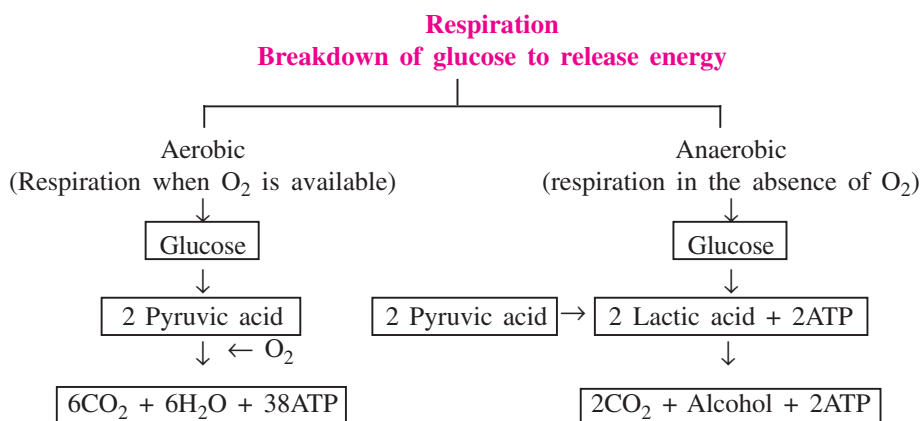 Respiration
Breakdown of glucose to release energy
Aerobic
(Respiration when O₂ is available)
Glucose
2 Pyruvic acid
← O₂
6CO₂ + 6H₂O + 38ATP
Anaerobic
(respiration in the absence of O₂)
Glucose
2 Pyruvic acid → 2 Lactic acid + 2ATP
2CO₂ + Alcohol + 2ATP